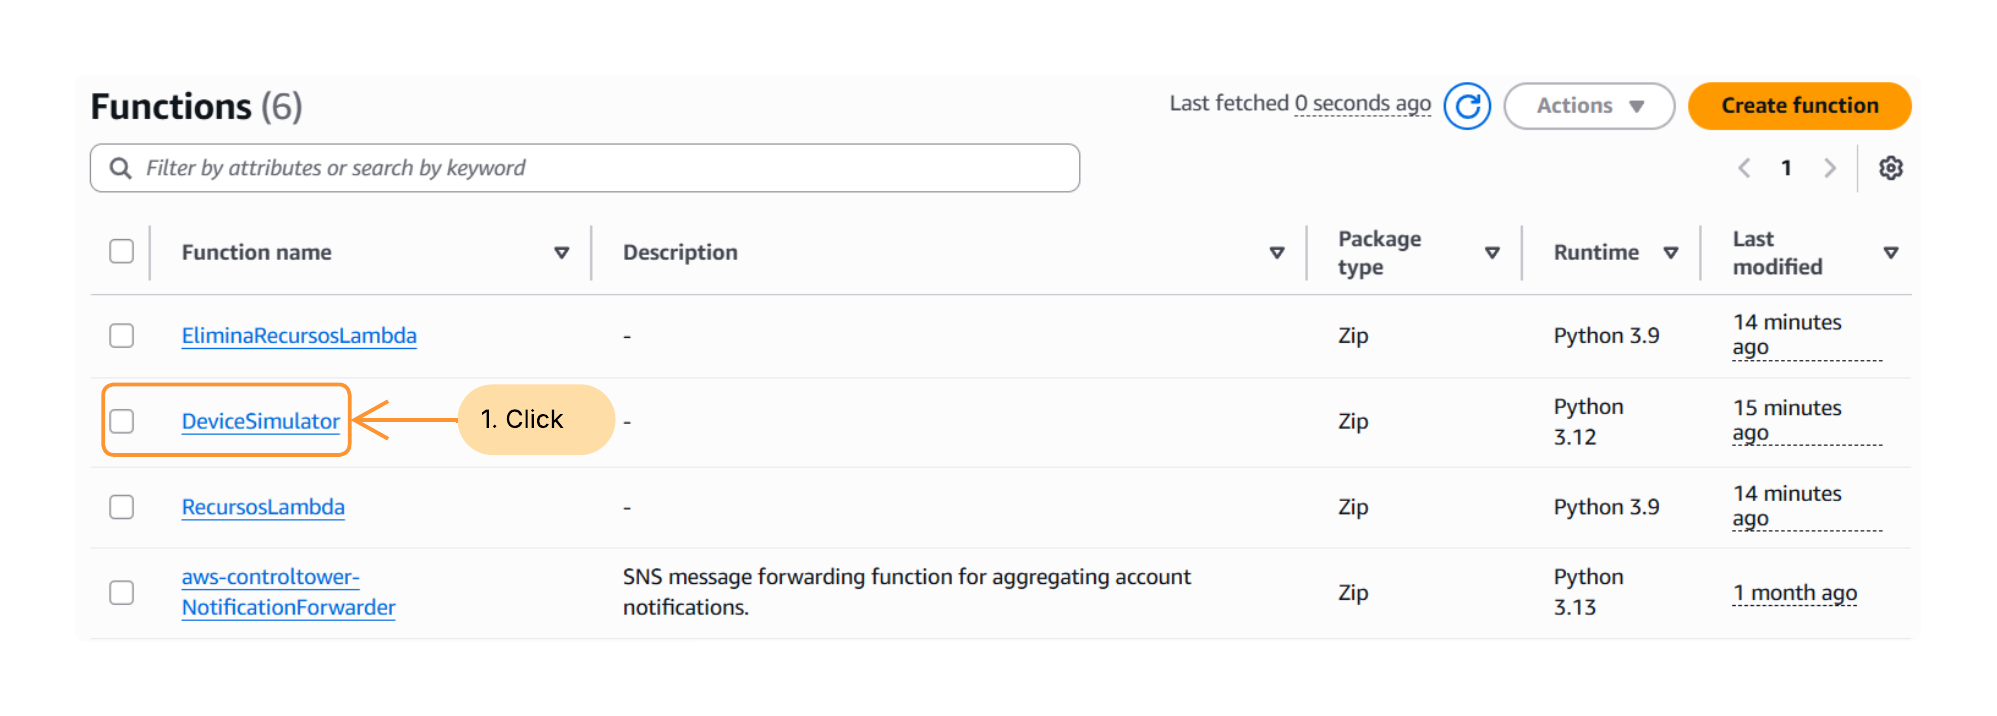 Functions (6)
Last fetched 0 seconds ago
Actions
Create function
Filter by attributes or search by keyword
1
Function name
Description
Package
type
Runtime
Last
modified
EliminaRecursosLambda
-
Zip
Python 3.9
14 minutes
ago
DeviceSimulator
1. Click
-
Zip
Python
3.12
15 minutes
ago
RecursosLambda
-
Zip
Python 3.9
14 minutes
ago
aws-controltower-
NotificationForwarder
SNS message forwarding function for aggregating account
notifications.
Zip
Python
3.13
1 month ago